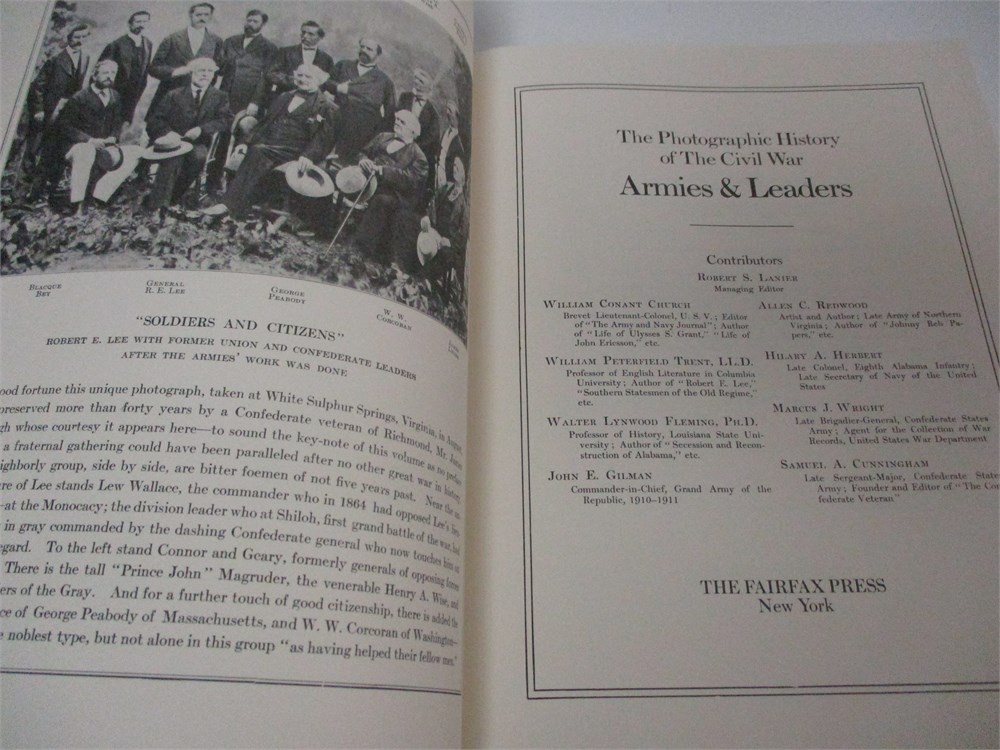 BLACQUE
BEY
GENERAL
R. E. LEE
GEORGE
PEABODY
W. W.
CORCORAN
"SOLDIERS AND CITIZENS"
ROBERT E. LEE WITH FORMER UNION AND CONFEDERATE LEADERS
AFTER THE ARMIES' WORK WAS DONE
ood fortune this unique photograph, taken at White Sulphur Springs, Virginia, in August
preserved more than forty years by a Confederate veteran of Richmond, Mr.
gh whose courtesy it appears here—to sound the key-note of this volume
a fraternal gathering could have been paralleled after no other great war in history
eighborly group, side by side, are bitter foemen of not five years past. Near the
re of Lee stands Lew Wallace, the commander who in 1864 had opposed Lee's
—at the Monocacy; the division leader who at Shiloh, first grand battle of the war, had
in gray commanded by the dashing Confederate general who now touches him
egard. To the left stand Connor and Geary, formerly generals of opposing forces
There is the tall "Prince John" Magruder, the venerable Henry A. Wise, and
ers of the Gray. And for a further touch of good citizenship, there is added the
ce of George Peabody of Massachusetts, and W. W. Corcoran of Washington—
e noblest type, but not alone in this group "as having helped their fellow men."
The Photographic History
of The Civil War
Armies & Leaders
Contributors
ROBERT S. LANIER
Managing Editor
WILLIAM CONANT CHURCH
Brevet Lieutenant-Colonel, U. S. V.; Editor
of "The Army and Navy Journal"; Author
of "Life of Ulysses S. Grant," "Life of
John Ericsson," etc.
WILLIAM PETERFIELD TRENT, LL.D.
Professor of English Literature in Columbia
University; Author of "Robert E. Lee,"
"Southern Statesmen of the Old Regime,"
etc.
WALTER LYNWOOD FLEMING, PH.D.
Professor of History, Louisiana State Uni-
versity; Author of "Secession and Recon-
struction of Alabama," etc.
JOHN E. GILMAN
Commander-in-Chief, Grand Army of the
Republic, 1910-1911
ALLEN C. REDWOOD
Artist and Author; Late Army of Northern
Virginia; Author of "Johnny Reb Pa-
pers," etc.
HILARY A. HERBERT
Late Colonel, Eighth Alabama Infantry;
Late Secretary of Navy of the United
States
MARCUS J. WRIGHT
Late Brigadier-General, Confederate States
Army; Agent for the Collection of War
Records, United States War Department
SAMUEL A. CUNNINGHAM
Late Sergeant-Major, Confederate State
Army; Founder and Editor of "The Con
federate Veteran"
THE FAIRFAX PRESS
New York